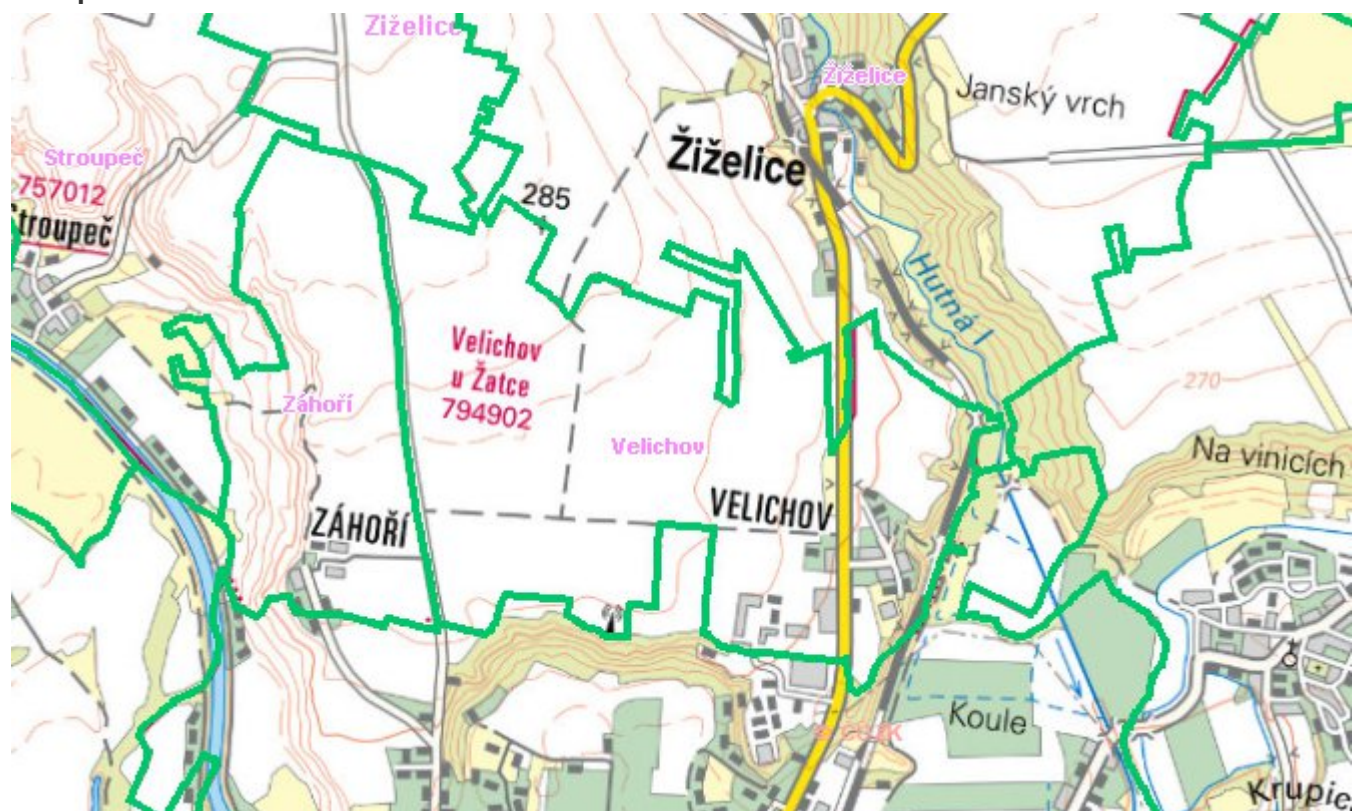 Žiželice
Žiželice
Janský vrch
Stroupeč
757012
Stroupeč
285
Žiželice
Hutná I
Velichov
u Žatce
794902
Záhoří
Velichov
270
Na vinicích
ZÁHOŘÍ
VELICHOV
Koule
Krupic